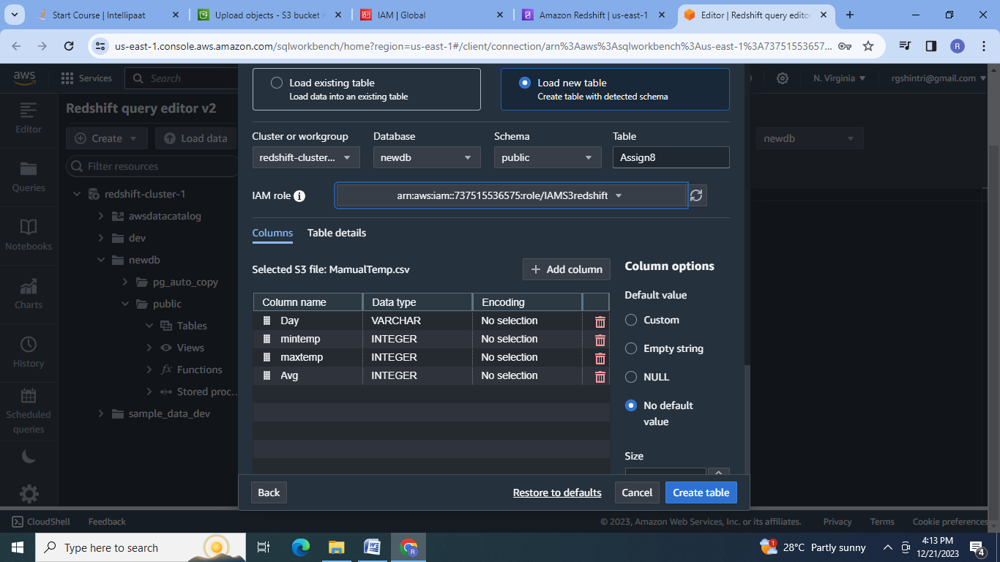 Start Course | Intellipaat
Upload objects - S3 bucket
IAM | Global
Amazon Redshift | us-east-1
Editor | Redshift query editor
us-east-1.console.aws.amazon.com/sqlworkbench/home?region=us-east-1#/client/connection/arn%3Aaws%3Asqlworkbench%3Aus-east-1%3A73751553657...
R
aws
Services
Search
N. Virginia
rgshintri@gmail.com
Editor
Queries
Notebooks
Charts
History
Scheduled
queries
Redshift query editor v2
Create
Load data
Filter resources
redshift-cluster-1
awsdatacatalog
dev
newdb
pg_auto_copy
public
Tables
Views
fx Functions
Stored proc...
sample_data_dev
newdb
Load existing table
Load data into an existing table
Load new table
Create table with detected schema
Cluster or workgroup
Database
Schema
Table
redshift-cluster...
newdb
public
Assign8
IAM role
arn:aws:iam::737515536575:role/IAMS3redshift
Columns
Table details
Selected S3 file: MamualTemp.csv
Add column
Column name Data type Encoding
Day VARCHAR No selection
mintemp INTEGER No selection
maxtemp INTEGER No selection
Avg INTEGER No selection
Column options
Default value
Custom
Empty string
NULL
No default
value
Size
Back
Restore to defaults
Cancel
Create table
CloudShell
Feedback
© 2023, Amazon Web Services, Inc. or its affiliates.
Privacy
Terms
Cookie preferences
Type here to search
W
R
1
28°C Partly sunny
4:13 PM
12/21/2023
4